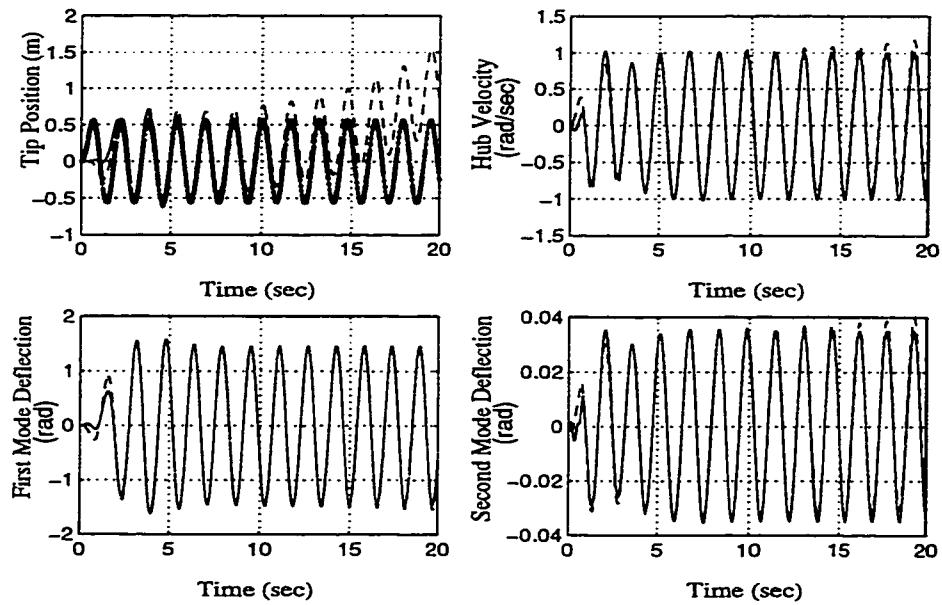 Tip Position (m)
2
1.5
1
0.5
0
−0.5
−1
0 5 10 15 20
Time (sec)
Hub Velocity
(rad/sec)
1.5
1
0.5
0
−0.5
−1
−1.5
0 5 10 15 20
Time (sec)
First Mode Deflection
(rad)
2
1
0
−1
−2
0 5 10 15 20
Time (sec)
Second Mode Deflection
(rad)
0.04
0.02
0
−0.02
−0.04
0 5 10 15 20
Time (sec)